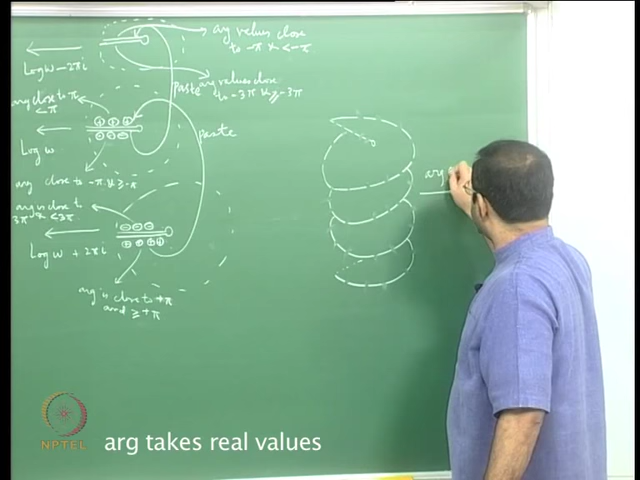 arg values close
to -π & < -π
Log w - 2πi
arg values close
to -3π & ≥ -3π
paste
arg close to π
< π
Log w
paste
arg close to -π & ≥ -π
arg is close to
3π & < 3π
Log w + 2πi
arg is close to +π
and ≥ +π
arg
NPTEL
arg takes real values